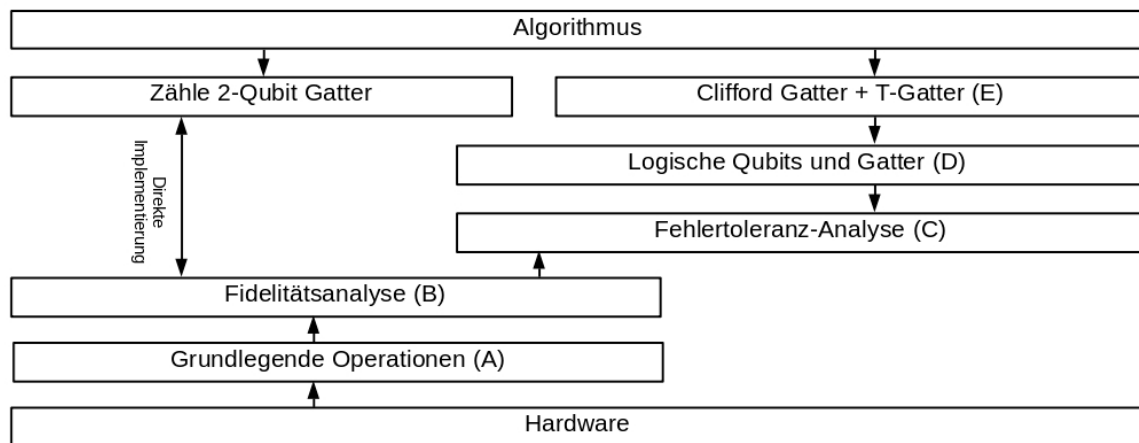 Algorithmus
Zähle 2-Qubit Gatter
Clifford Gatter + T-Gatter (E)
Direkte
Implementierung
Logische Qubits und Gatter (D)
Fehlertoleranz-Analyse (C)
Fidelitätsanalyse (B)
Grundlegende Operationen (A)
Hardware